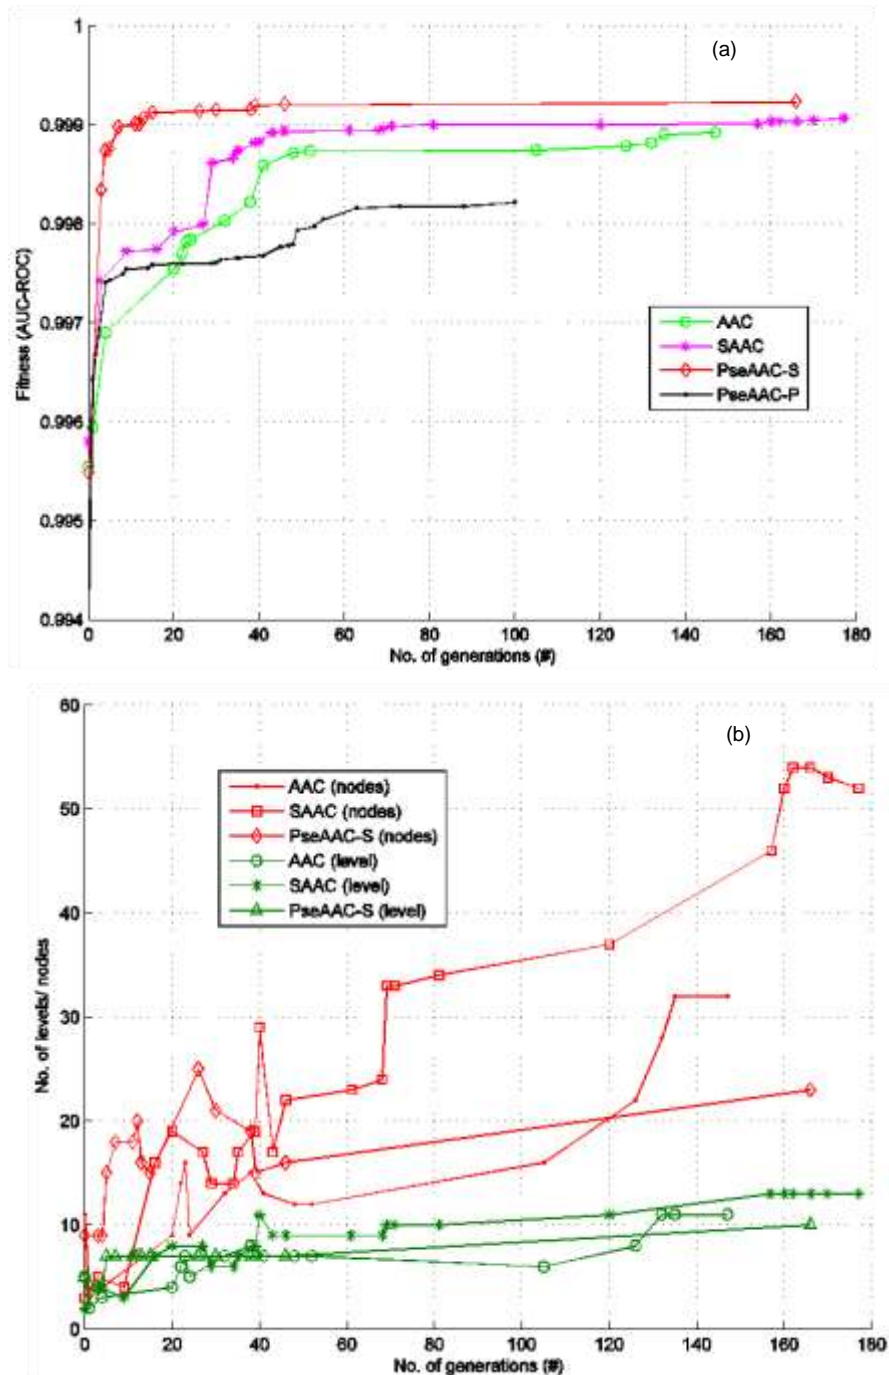 (a)
1
0.999
0.998
0.997
0.996
0.995
0.994
Fitness (AUC-ROC)
AAC
SAAC
PseAAC-S
PseAAC-P
0 20 40 60 80 100 120 140 160 180
No. of generations (#)
(b)
60
50
40
30
20
10
0
No. of levels/ nodes
AAC (nodes)
SAAC (nodes)
PseAAC-S (nodes)
AAC (level)
SAAC (level)
PseAAC-S (level)
0 20 40 60 80 100 120 140 160 180
No. of generations (#)